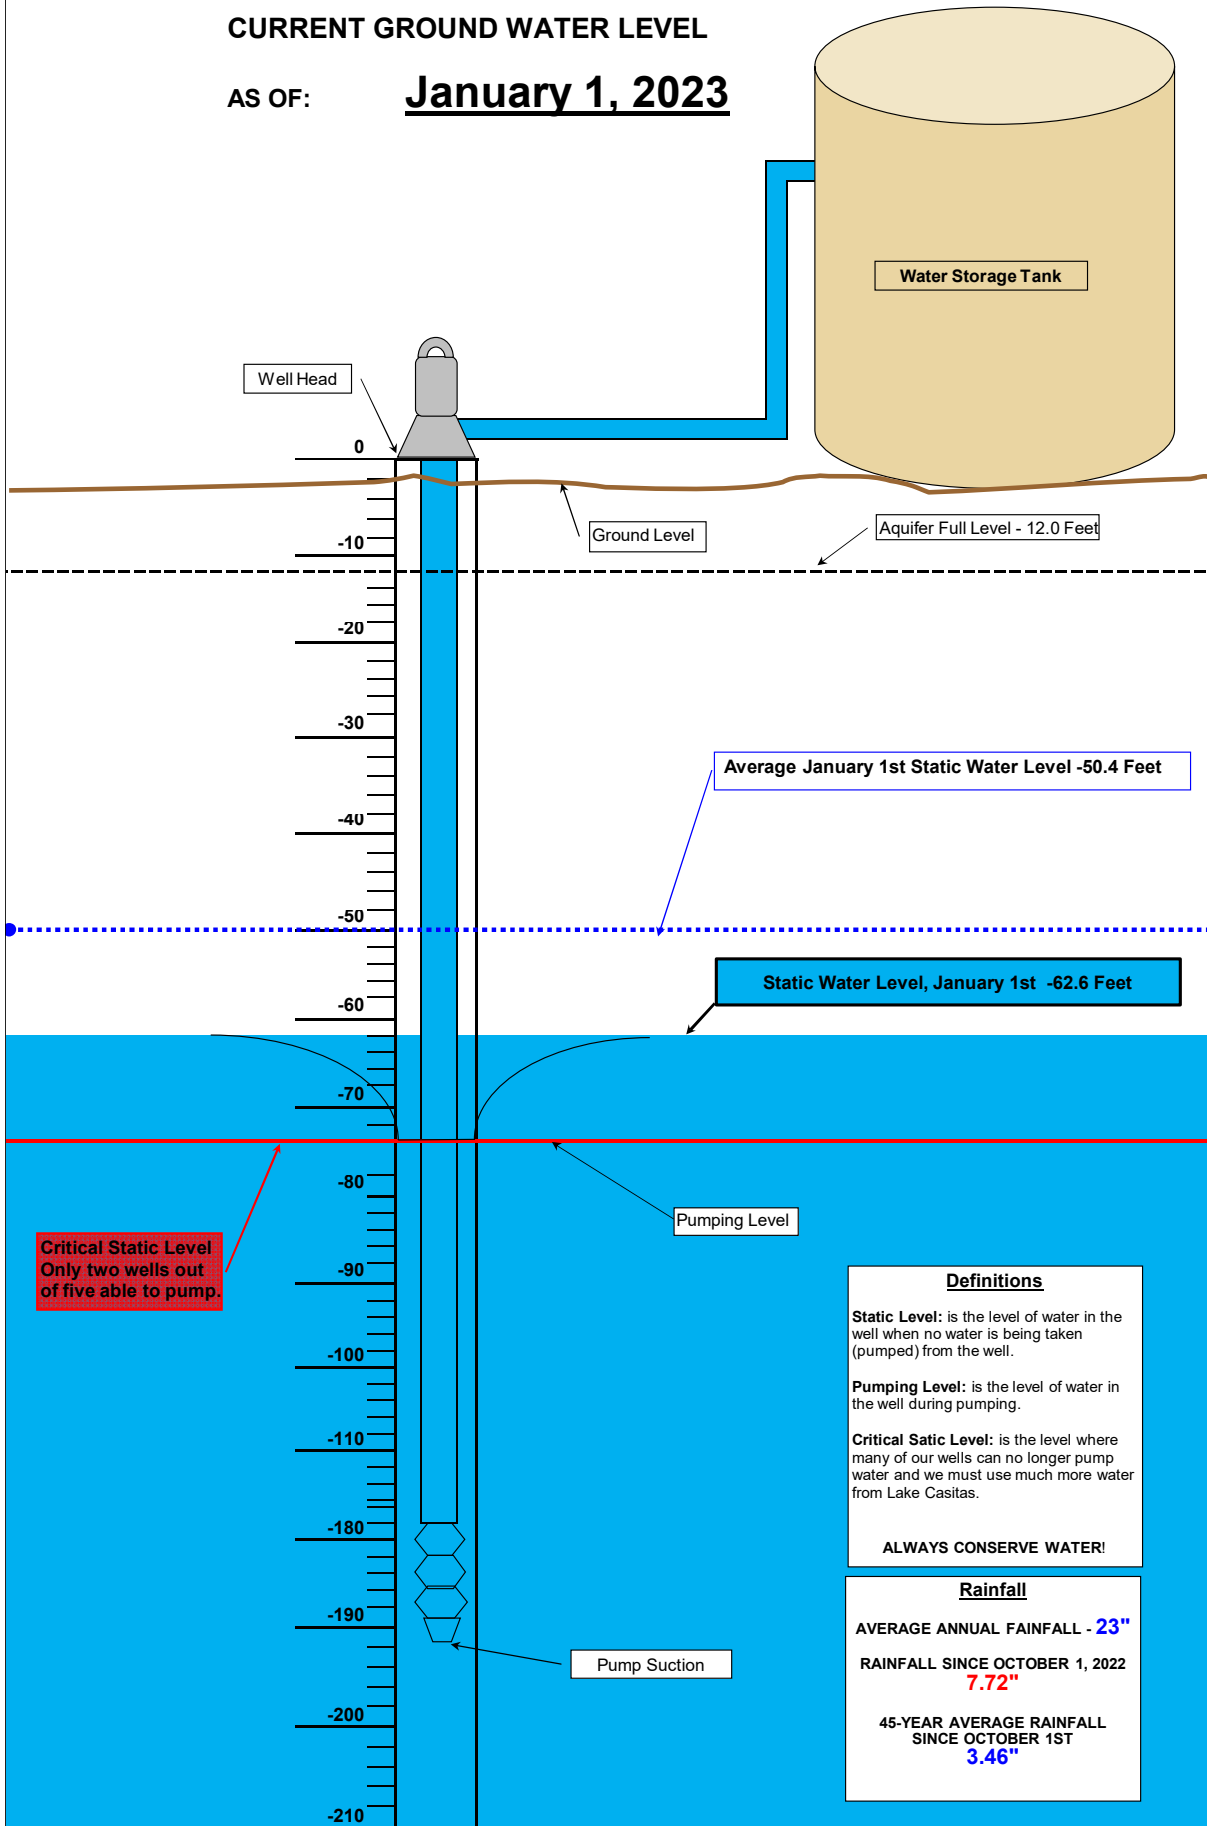 CURRENT GROUND WATER LEVEL
AS OF: January 1, 2023
Water Storage Tank
Well Head
0
Ground Level
Aquifer Full Level - 12.0 Feet
-10
-20
-30
Average January 1st Static Water Level -50.4 Feet
-40
-50
Static Water Level, January 1st -62.6 Feet
-60
-70
-80
Pumping Level
Critical Static Level
Only two wells out
of five able to pump.
-90
-100
-110
-180
-190
-200
-210
Pump Suction
Definitions
Static Level: is the level of water in the
well when no water is being taken
(pumped) from the well.
Pumping Level: is the level of water in
the well during pumping.
Critical Satic Level: is the level where
many of our wells can no longer pump
water and we must use much more water
from Lake Casitas.
ALWAYS CONSERVE WATER!
Rainfall
AVERAGE ANNUAL FAINFALL - 23"
RAINFALL SINCE OCTOBER 1, 2022
7.72"
45-YEAR AVERAGE RAINFALL
SINCE OCTOBER 1ST
3.46"